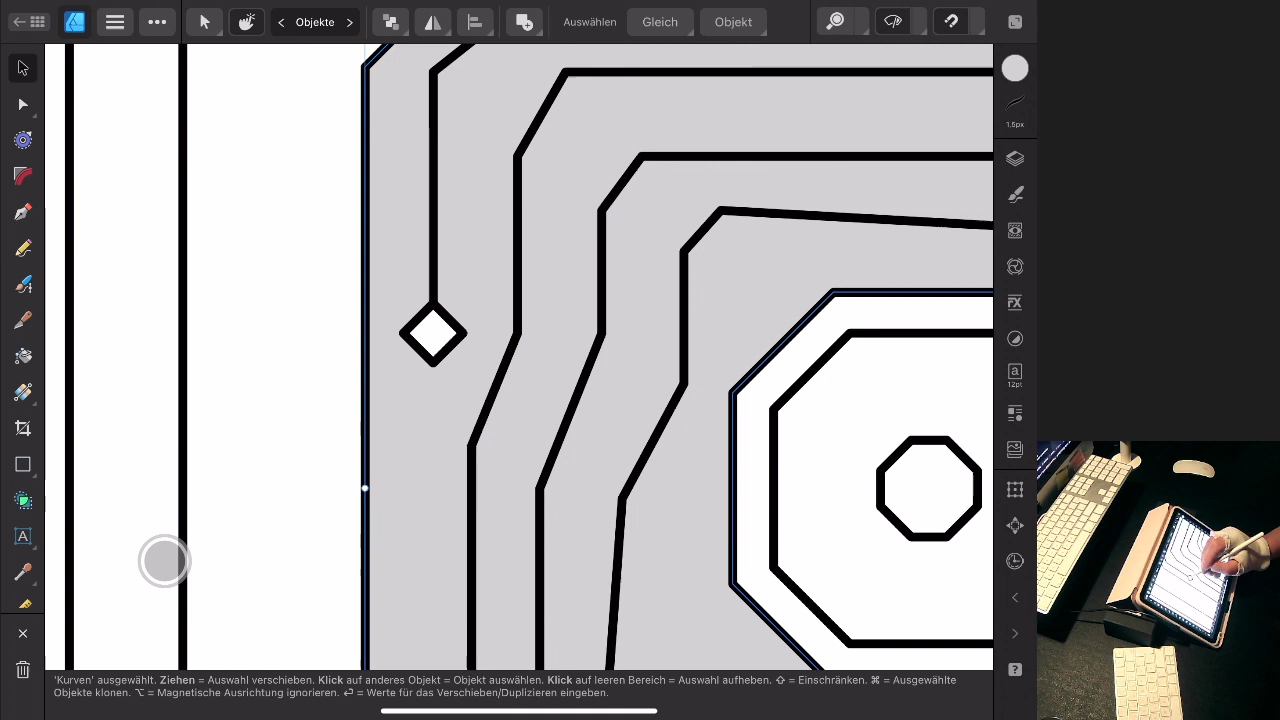 Objekte
Auswählen
Gleich
Objekt
1.5px
a
12pt
FX
A
?
'Kurven' ausgewählt. Ziehen = Auswahl verschieben. Klick auf anderes Objekt = Objekt auswählen. Klick auf leeren Bereich = Auswahl aufheben. ⇧ = Einschränken. ⌘ = Ausgewählte
Objekte klonen. ⌥ = Magnetische Ausrichtung ignorieren. ⏎ = Werte für das Verschieben/Duplizieren eingeben.